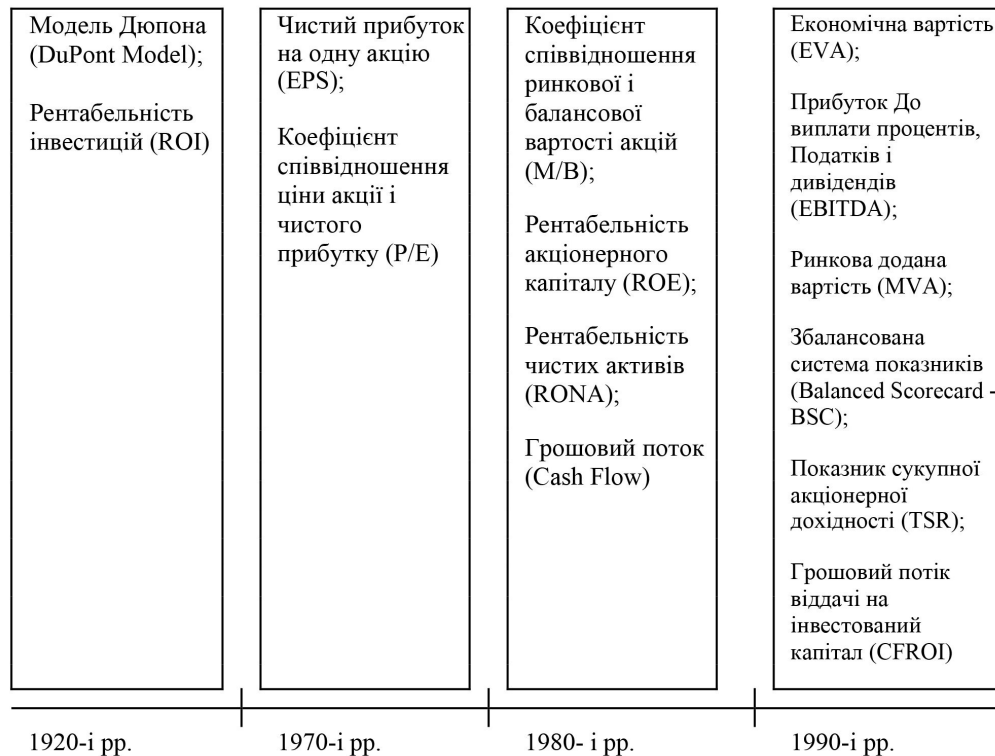 Модель Дюпона
(DuPont Model);
Рентабельність
інвестицій (ROI)
Чистий прибуток
на одну акцію
(EPS);
Коефіцієнт
співвідношення
ціни акції і
чистого
прибутку (P/E)
Коефіцієнт
співвідношення
ринкової і
балансової
вартості акцій
(M/B);
Рентабельність
акціонерного
капіталу (ROE);
Рентабельність
чистих активів
(RONA);
Грошовий поток
(Cash Flow)
Економічна вартість
(EVA);
Прибуток До
виплати процентів,
Податків і
дивідендів
(EBITDA);
Ринкова додана
вартість (MVA);
Збалансована
система показників
(Balanced Scorecard -
BSC);
Показник сукупної
акціонерної
дохідності (TSR);
Грошовий потік
віддачі на
інвестований
капітал (CFROI)
1920-і рр.
1970-і рр.
1980- і рр.
1990-і рр.